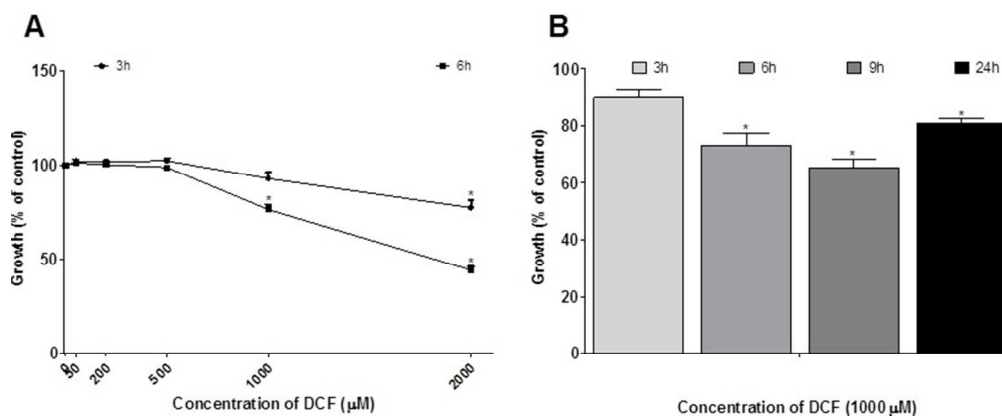 A
3h 6h
150
100
50
0
Growth (% of control)
* *
*
0 50 200 500 1000 2000
Concentration of DCF (µM)
B
3h 6h 9h 24h
100
80
60
40
20
0
Growth (% of control)
* * *
Concentration of DCF (1000 µM)